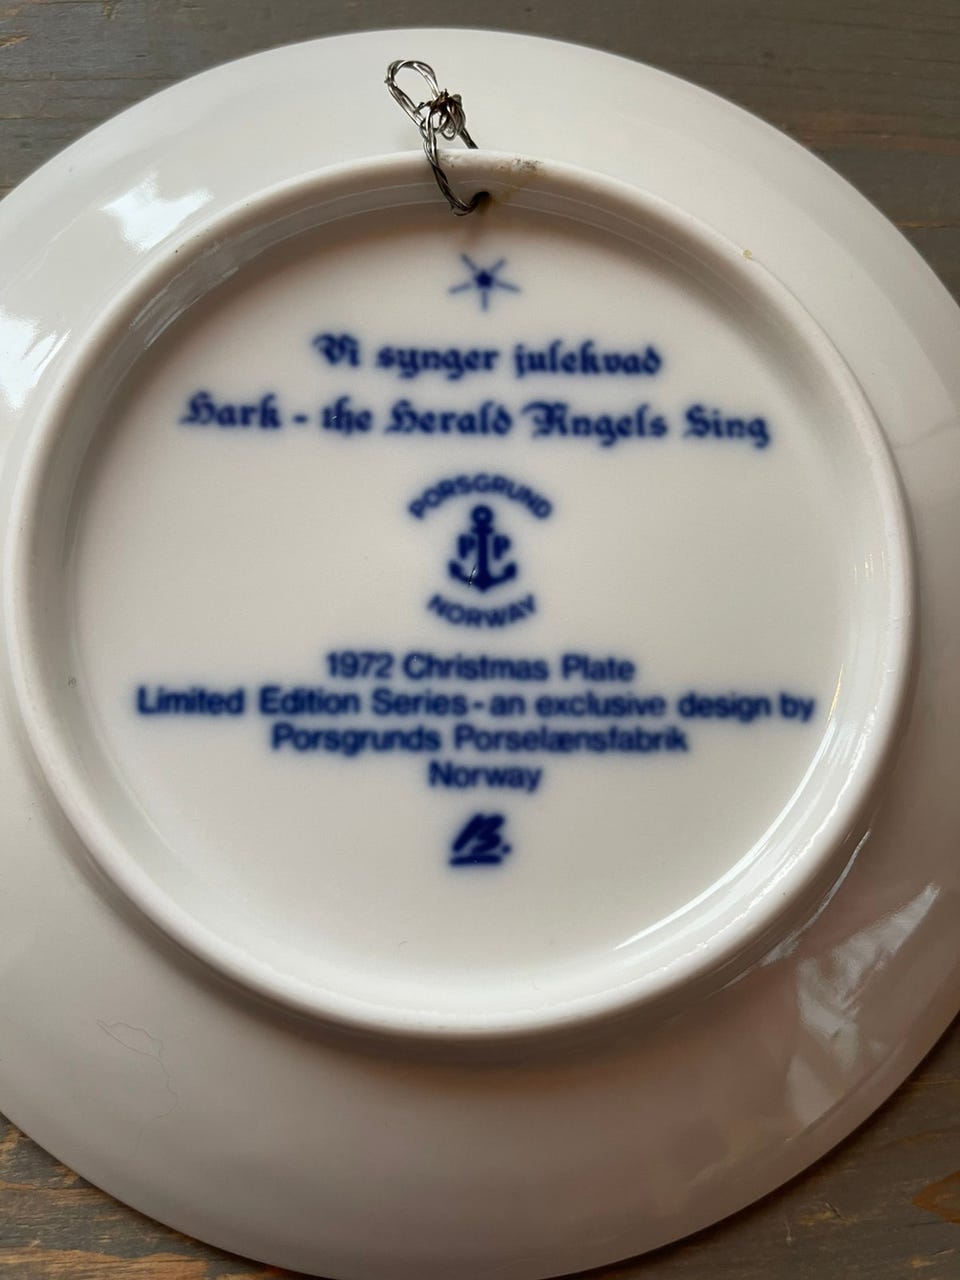 Vi synger julekvad
Hark - the Herald Angels Sing
PORSGRUND
P P
NORWAY
1972 Christmas Plate
Limited Edition Series - an exclusive design by
Porsgrunds Porselænsfabrik
Norway
B.